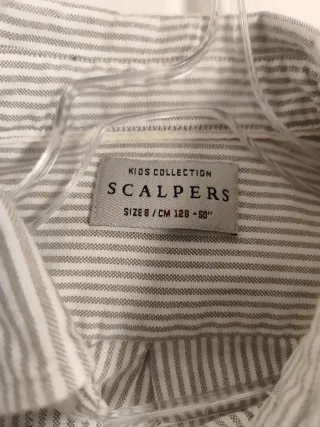 KIDS COLLECTION
SCALPERS
SIZE 8 / CM 128 - 50"